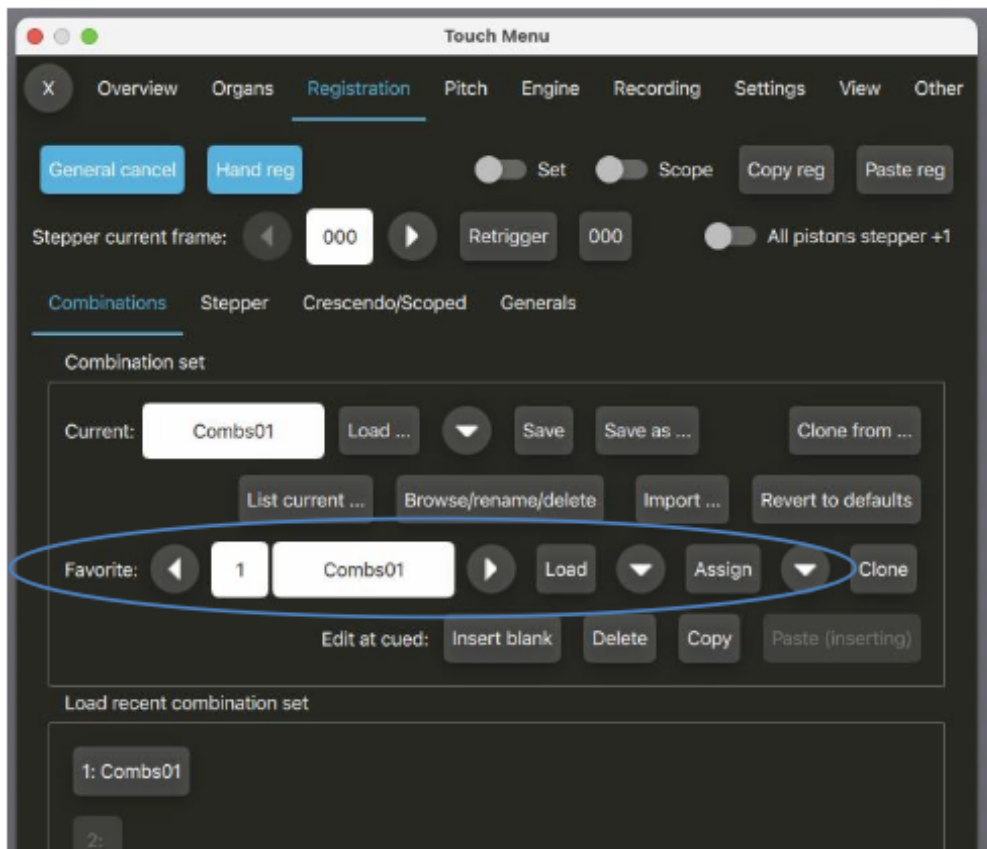 Touch Menu
X Overview Organs Registration Pitch Engine Recording Settings View Other
General cancel Hand reg Set Scope Copy reg Paste reg
Stepper current frame: 000 Retrigger 000 All pistons stepper +1
Combinations Stepper Crescendo/Scoped Generals
Combination set
Current: Combs01 Load ... Save Save as ... Clone from ...
List current ... Browse/rename/delete Import ... Revert to defaults
Favorite: 1 Combs01 Load Assign Clone
Edit at cued: Insert blank Delete Copy Paste (inserting)
Load recent combination set
1: Combs01
2: